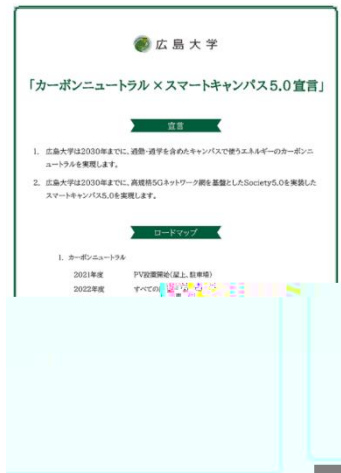 広島大学
「カーボンニュートラル×スマートキャンパス5.0宣言」
宣言
1. 広島大学は2030年までに、通勤・通学を含めたキャンパスで使うエネルギーのカーボンニ
ュートラルを実現します。
2. 広島大学は2030年までに、高規格5Gネットワーク網を基盤としたSociety5.0を実装した
スマートキャンパス5.0を実現します。
ロードマップ
1. カーボンニュートラル
2021年度 PV設置開始(屋上、駐車場)
2022年度 すべての